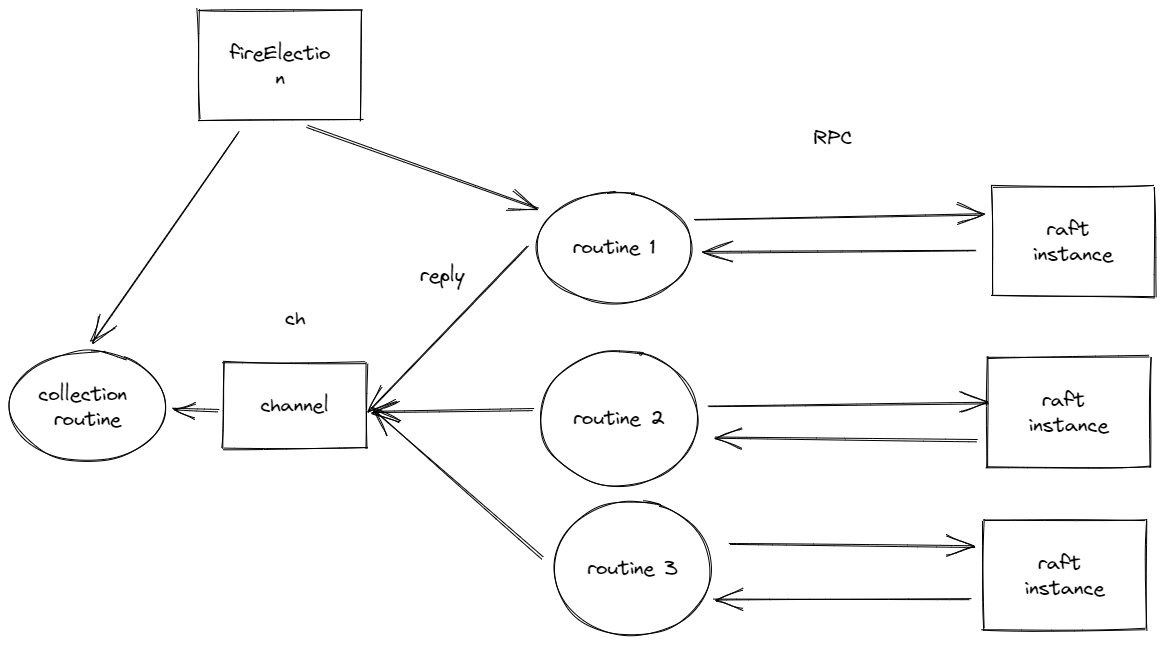 fireElectio
n
RPC
routine 1
raft
instance
reply
ch
collection
routine
channel
routine 2
raft
instance
routine 3
raft
instance